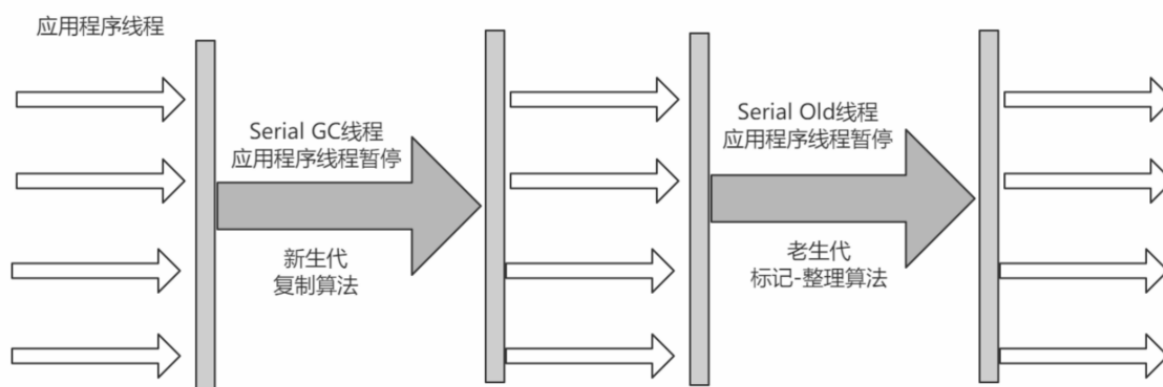 应用程序线程
Serial GC线程
应用程序线程暂停
新生代
复制算法
Serial Old线程
应用程序线程暂停
老生代
标记-整理算法